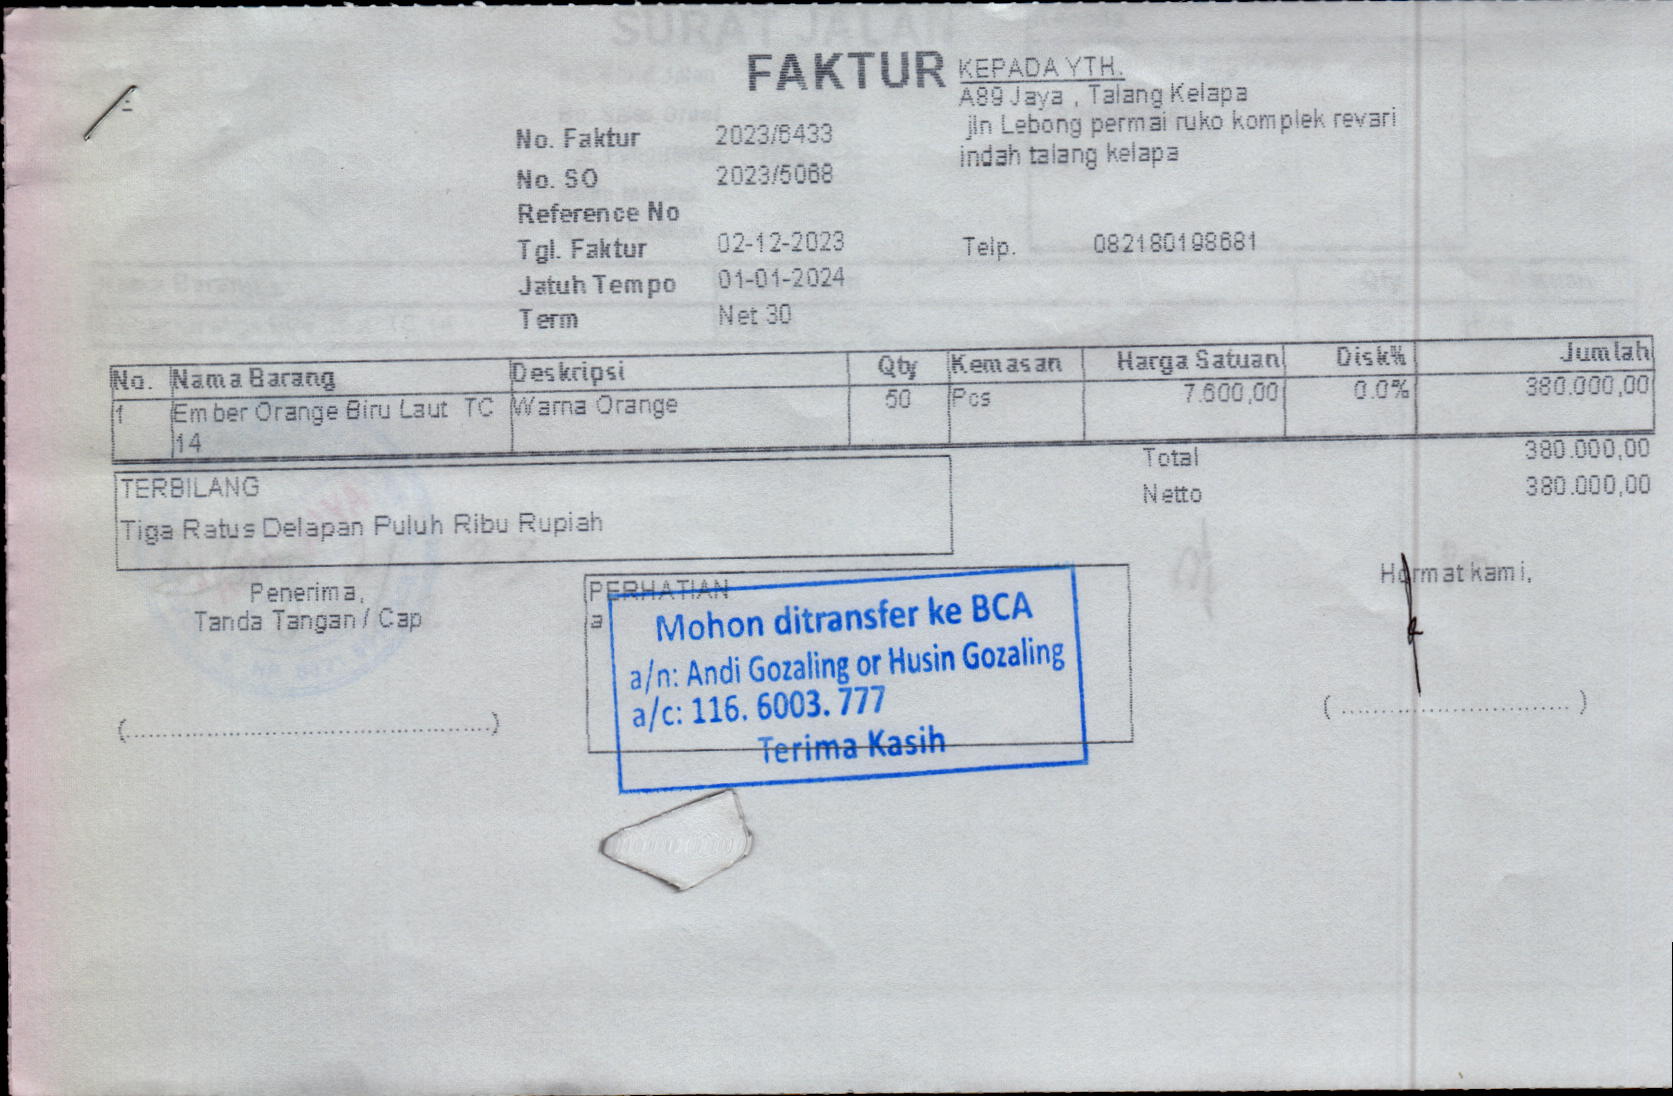 FAKTUR
KEPADA YTH.
A89 Jaya , Talang Kelapa
jln Lebong permai ruko komplek revari
indah talang kelapa
No. Faktur 2023/6433
No. SO 2023/5068
Reference No
Tgl. Faktur 02-12-2023
Telp. 082180198681
Jatuh Tempo 01-01-2024
Term Net 30
No. Nama Barang Deskripsi Qty Kemasan Harga Satuan Disk% Jumlah
1 Ember Orange Biru Laut TC Warna Orange 50 Pcs 7.600,00 0.0% 380.000,00
14
Total 380.000,00
Netto 380.000,00
TERBILANG
Tiga Ratus Delapan Puluh Ribu Rupiah
Penerima,
Tanda Tangan / Cap
(................................................)
PERHATIAN
a
Mohon ditransfer ke BCA
a/n: Andi Gozaling or Husin Gozaling
a/c: 116. 6003. 777
Terima Kasih
Hormat kami,
(..............................)
SURAT JALAN